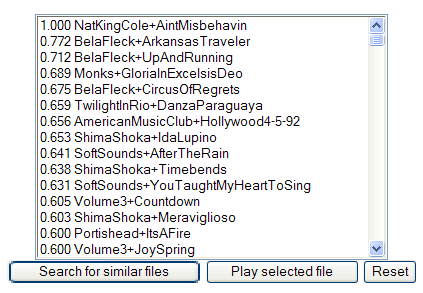 1.000 NatKingCole+AintMisbehavin
0.772 BelaFleck+ArkansasTraveler
0.712 BelaFleck+UpAndRunning
0.689 Monks+GloriaInExcelsisDeo
0.675 BelaFleck+CircusOfRegrets
0.659 TwilightInRio+DanzaParaguaya
0.656 AmericanMusicClub+Hollywood4-5-92
0.653 ShimaShoka+IdaLupino
0.641 SoftSounds+AfterTheRain
0.638 ShimaShoka+Timebends
0.631 SoftSounds+YouTaughtMyHeartToSing
0.605 Volume3+Countdown
0.603 ShimaShoka+Meraviglioso
0.600 Portishead+ItsAFire
0.600 Volume3+JoySpring
Search for similar files Play selected file Reset